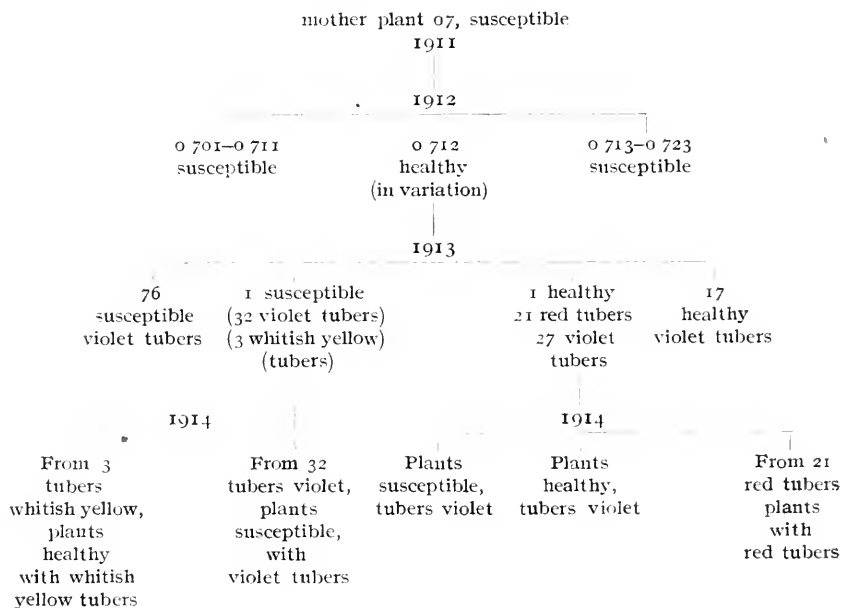 mother plant 07, susceptible
1911
1912
0 701–0 711
susceptible
0 712
healthy
(in variation)
0 713–0 723
susceptible
1913
76
susceptible
violet tubers
1 susceptible
(32 violet tubers)
(3 whitish yellow)
(tubers)
1 healthy
21 red tubers
27 violet
tubers
17
healthy
violet tubers
1914
1914
From 3
tubers
whitish yellow,
plants
healthy
with whitish
yellow tubers
From 32
tubers violet,
plants
susceptible,
with
violet tubers
Plants
susceptible,
tubers violet
Plants
healthy,
tubers violet
From 21
red tubers
plants
with
red tubers